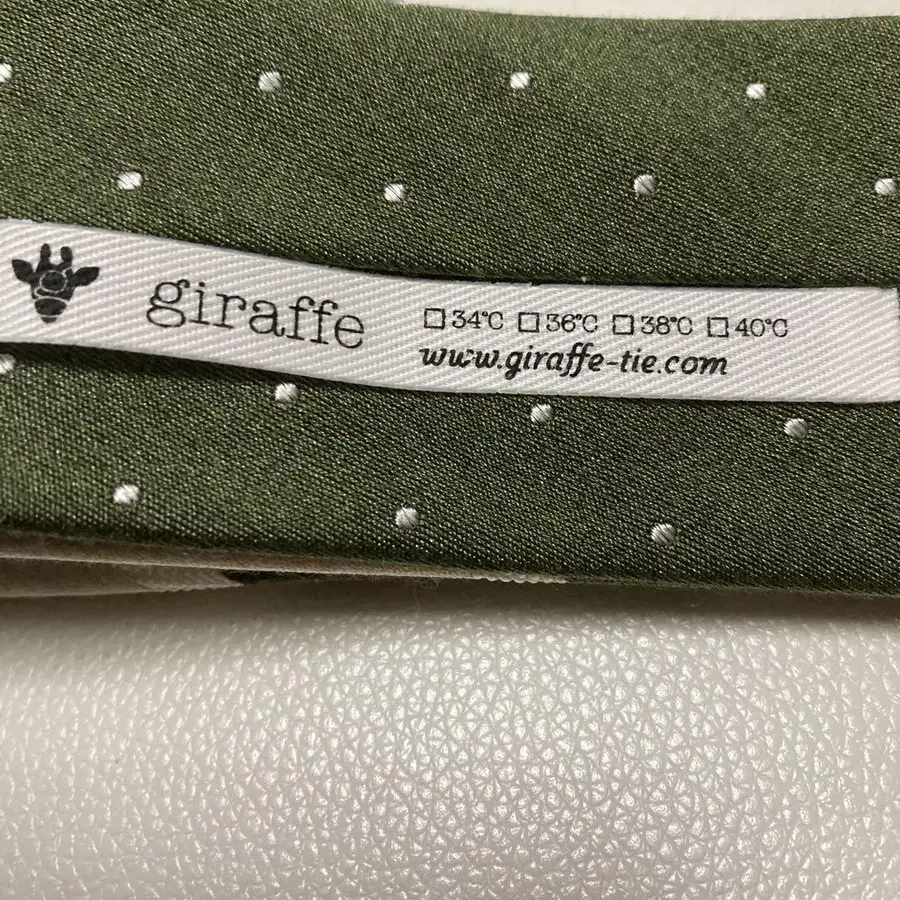 giraffe
□34℃ □36℃ □38℃ □40℃
www.giraffe-tie.com